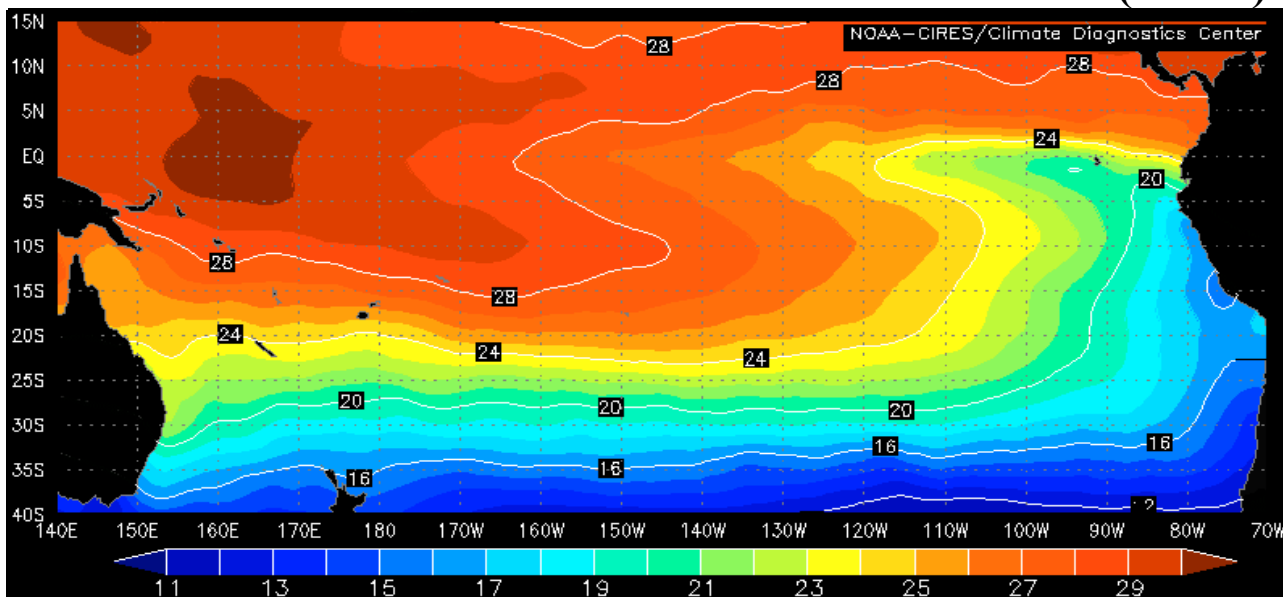 15N
NOAA-CIRES/Climate Diagnostics Center
28
10N
28
28
5N
24
EQ
20
5S
10S
28
15S
28
20S
24
24
24
25S
20
20
20
30S
16
16
35S
16
40S
140E 150E 160E 170E 180 170W 160W 150W 140W 130W 120W 110W 100W 90W 80W 70W
11 13 15 17 19 21 23 25 27 29